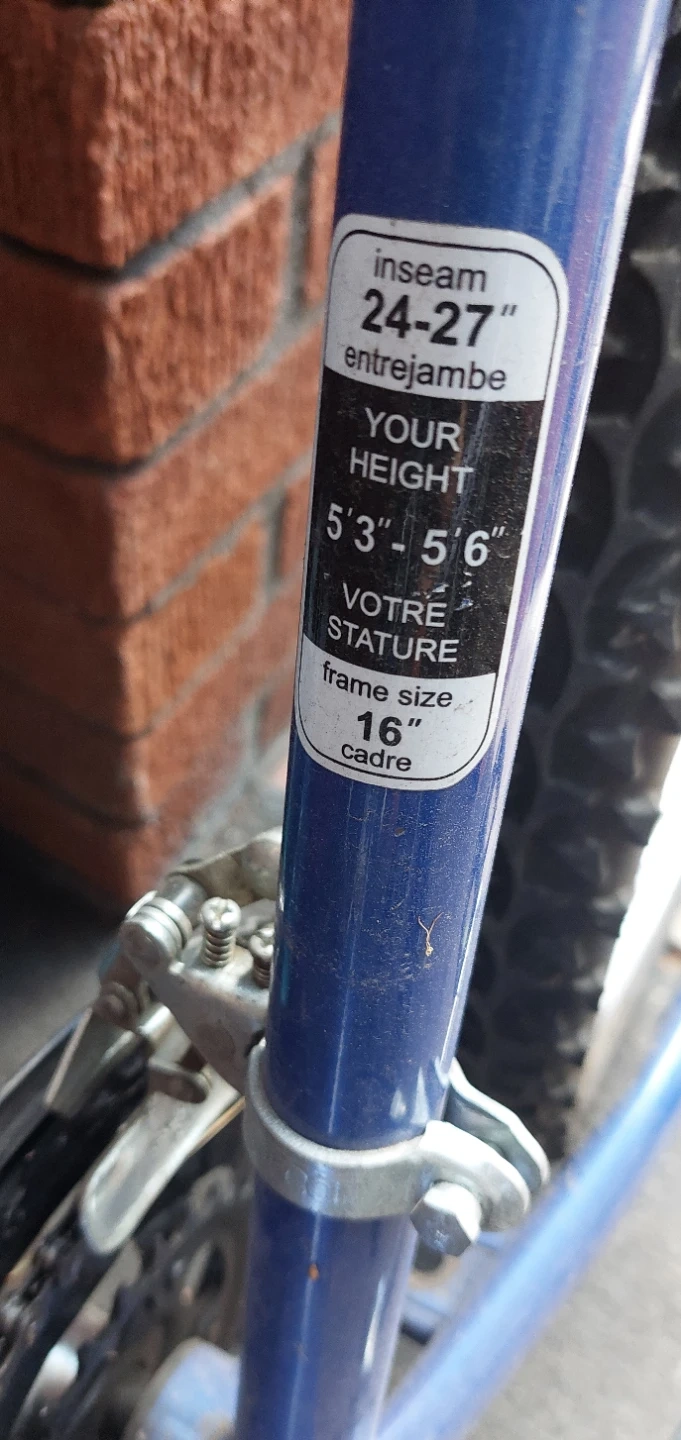 inseam
24-27"
entrejambe
YOUR
HEIGHT
5'3"- 5'6"
VOTRE
STATURE
frame size
16"
cadre